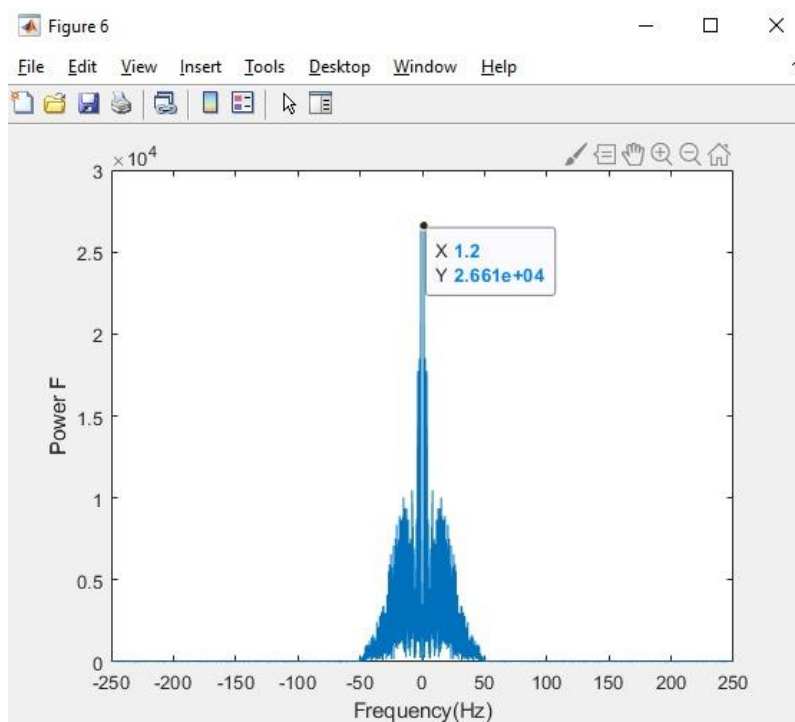 Figure 6
File Edit View Insert Tools Desktop Window Help
×10⁴
3
2.5
2
1.5
1
0.5
0
X 1.2
Y 2.661e+04
Power F
-250 -200 -150 -100 -50 0 50 100 150 200 250
Frequency(Hz)